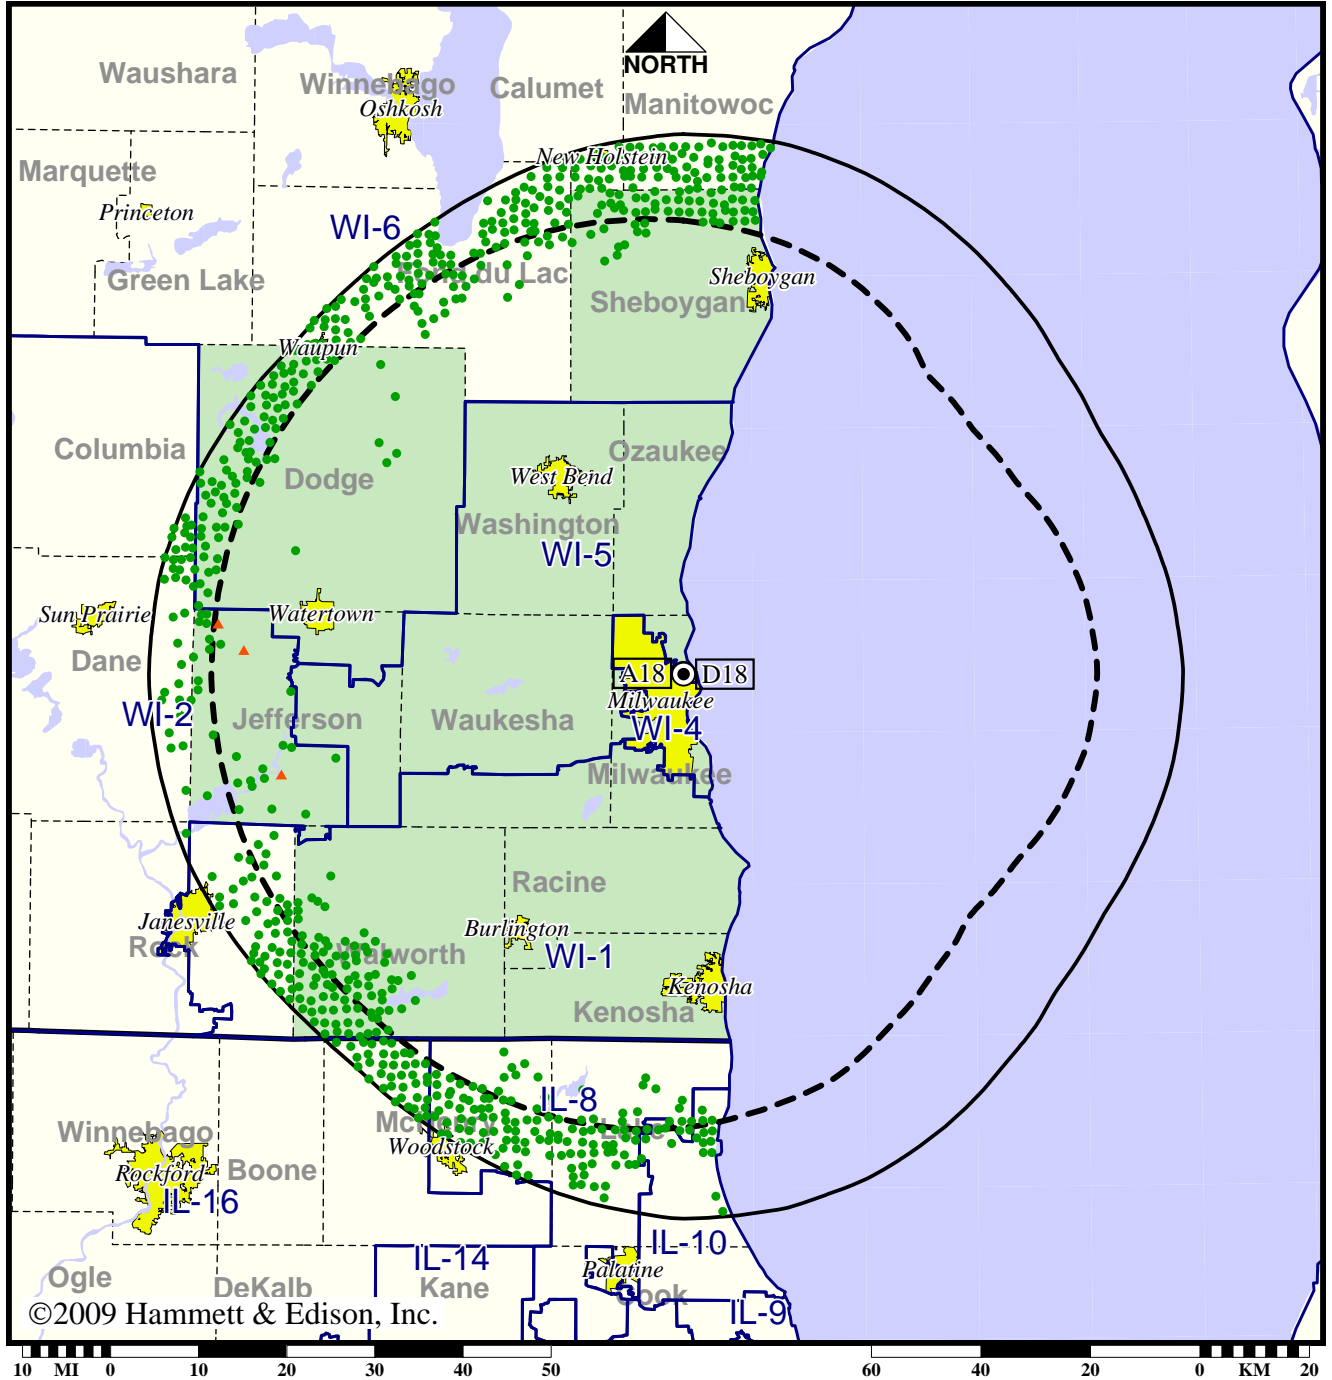 NORTH
Waushara
Winnebago
Oshkosh
Calumet
Manitowoc
New Holstein
Marquette
Princeton
WI-6
Green Lake
Fond du Lac
Sheboygan
Sheboygan
Waupun
Columbia
Dodge
Ozaukee
West Bend
Washington
WI-5
Sun Prairie
Watertown
Dane
A18
D18
Milwaukee
WI-2
Jefferson
Waukesha
WI-4
Milwaukee
Racine
Janesville
Rock
Burlington
Walworth
WI-1
Kenosha
Kenosha
IL-8
McHenry
Lake
Winnebago
Woodstock
Rockford
Boone
IL-16
IL-14
IL-10
Palatine
Ogle
DeKalb
Kane
Cook
IL-9
©2009 Hammett & Edison, Inc.
10 MI 0 10 20 30 40 50 60 40 20 0 KM 20